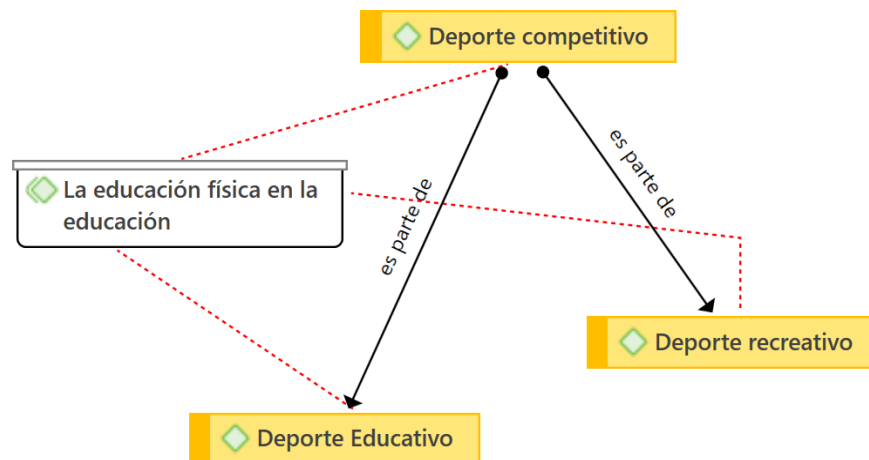 Deporte competitivo
es parte de
La educación física en la
educación
es parte de
Deporte recreativo
Deporte Educativo